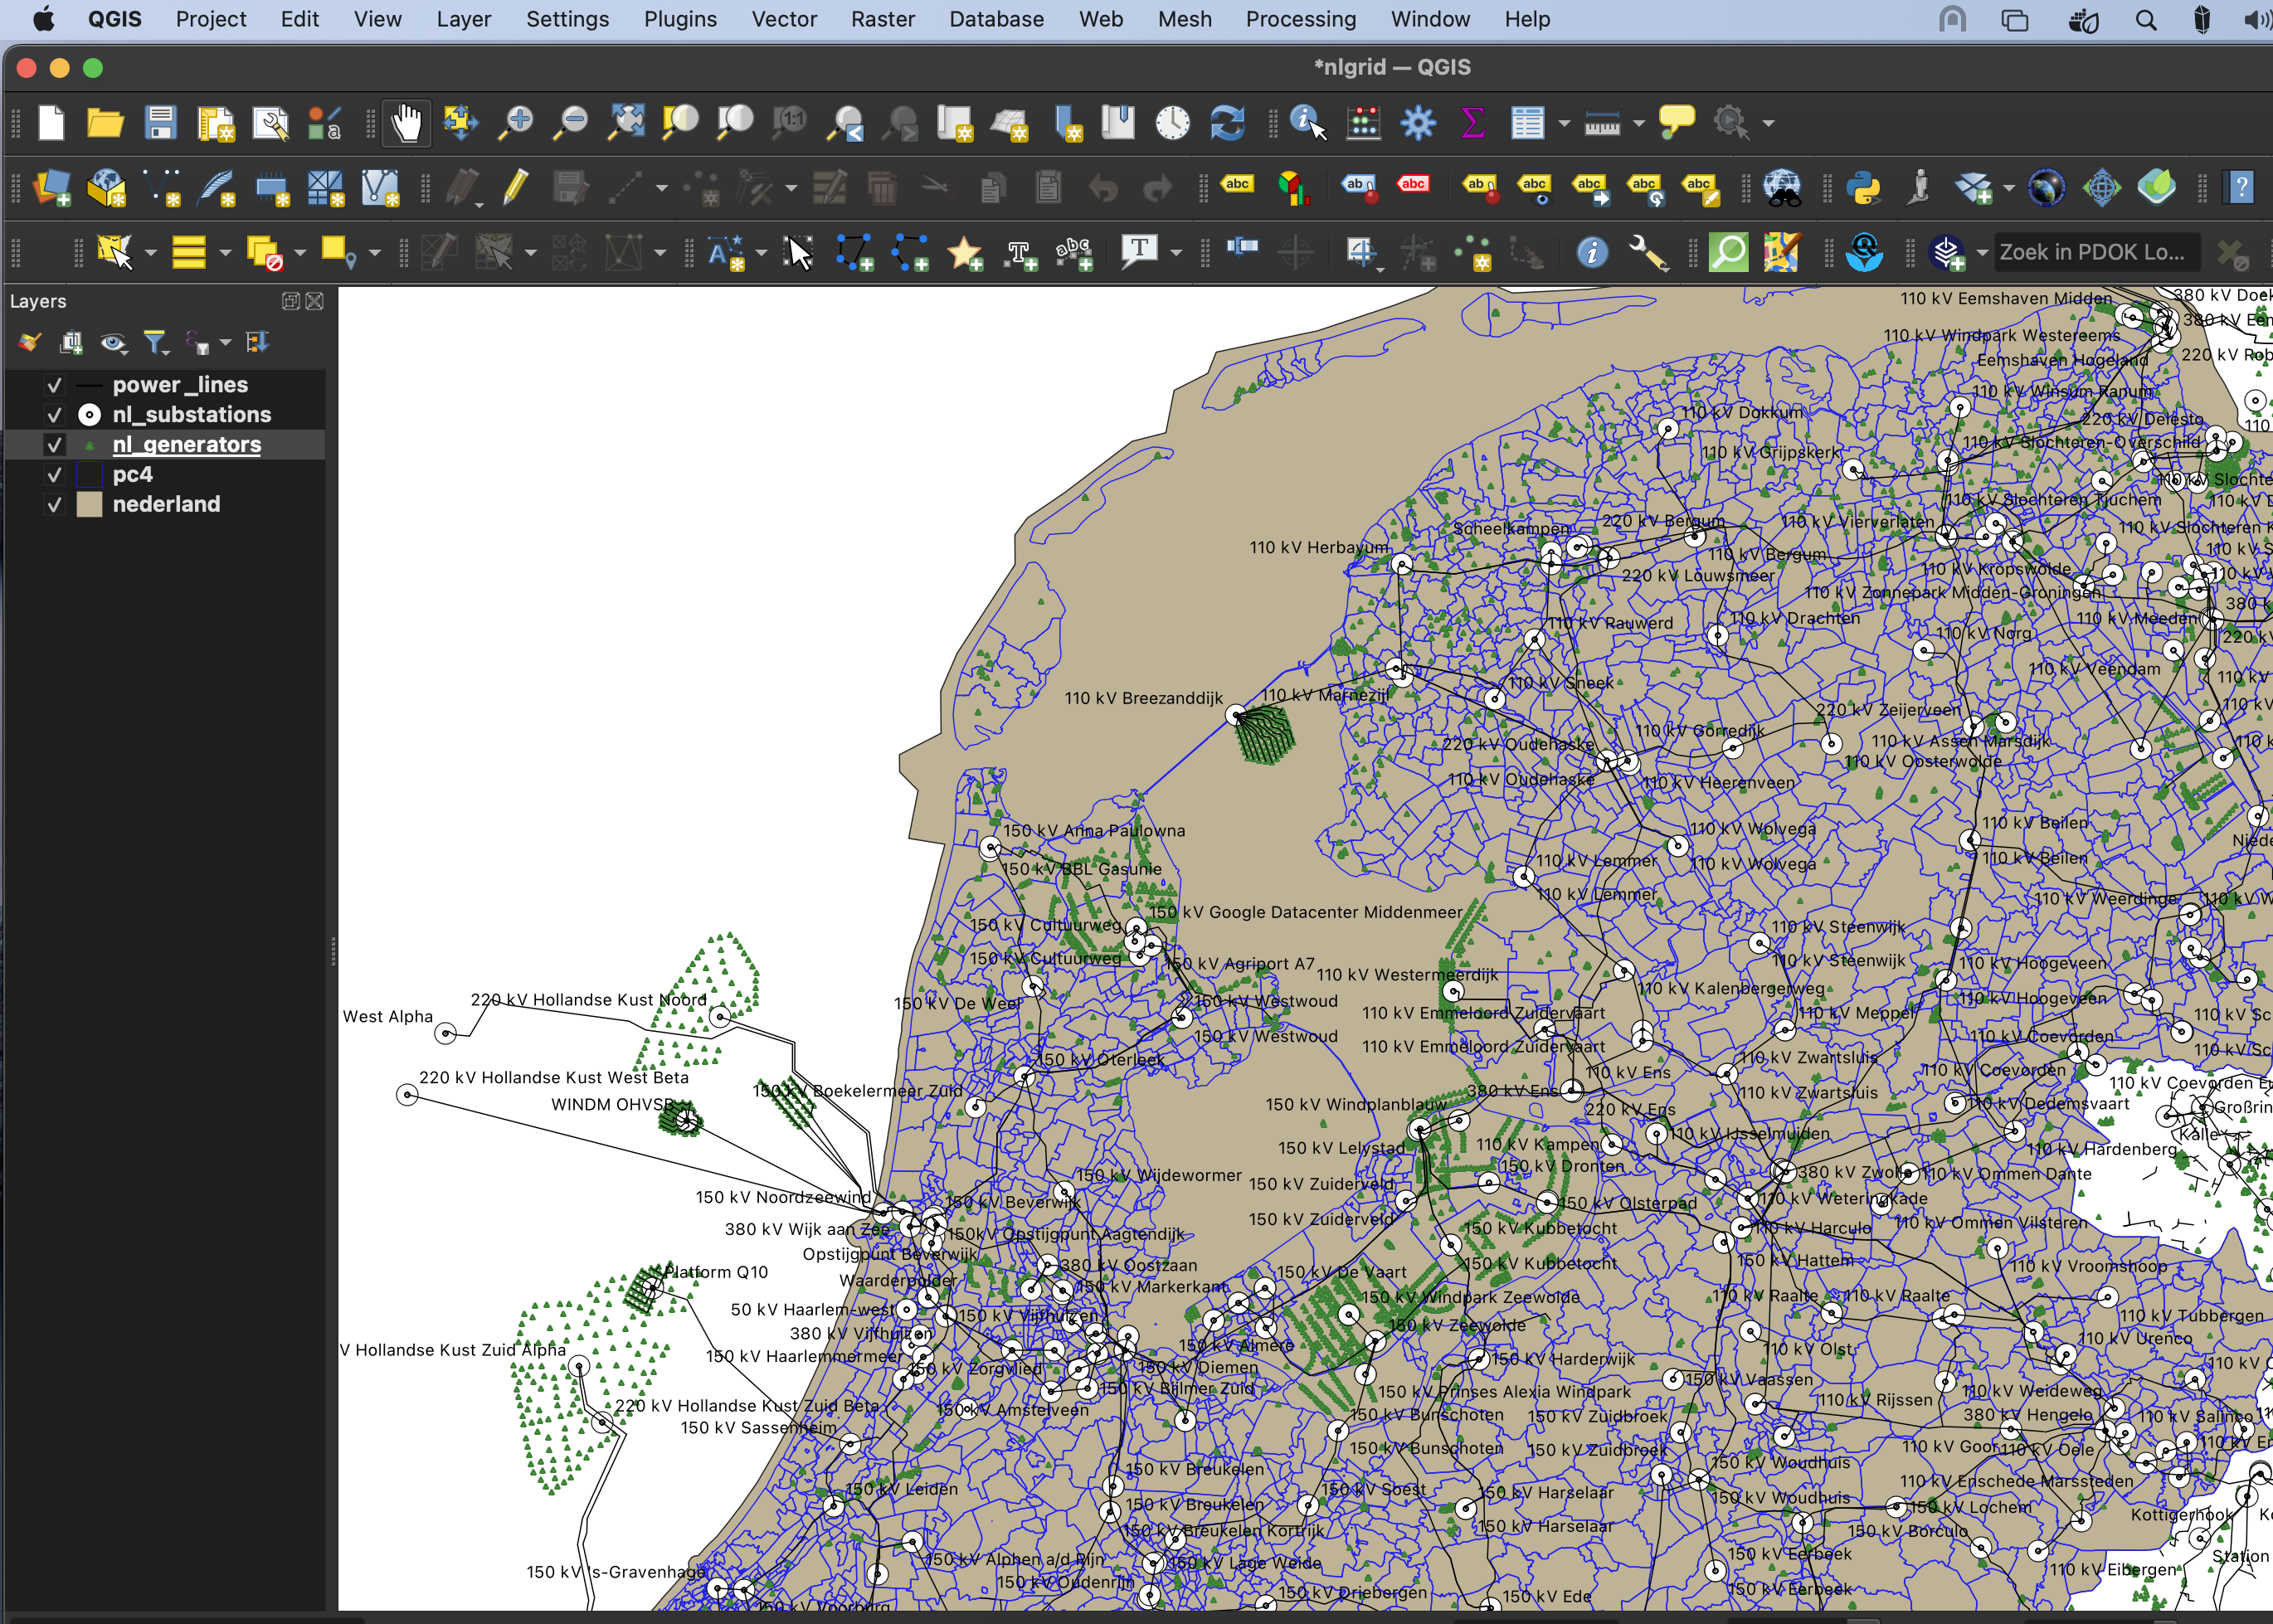 QGIS Project Edit View Layer Settings Plugins Vector Raster Database Web Mesh Processing Window Help
*nlgrid — QGIS
Zoek in PDOK Lo...
Layers
power_lines
nl_substations
nl_generators
pc4
nederland
110 kV Eemshaven Midden
110 kV Windpark Westereems
Eemshaven Hogeland
110 kV Winsum Ranum
110 kV Dokkum
220 kV Delesto
110 kV Grijpskerk
110 kV Slochteren-Overschild
110 kV Slochteren Tjuchem
Scheelkampen
220 kV Bergum
110 kV Vierverlaten
110 kV Herbayum
110 kV Bergum
220 kV Louwsmeer
110 kV Kropswolde
110 kV Zonnepark Midden-Groningen
110 kV Rauwerd
110 kV Drachten
110 kV Meeden
110 kV Norg
110 kV Veendam
110 kV Breezanddijk
110 kV Marnezijl
110 kV Sneek
220 kV Zeijerveen
110 kV Gorredijk
220 kV Oudehaske
110 kV Assen Marsdijk
110 kV Oosterwolde
110 kV Oudehaske
110 kV Heerenveen
150 kV Anna Paulowna
110 kV Wolvega
110 kV Beilen
150 kV BBL Gasunie
110 kV Lemmer
110 kV Wolvega
110 kV Beilen
110 kV Lemmer
110 kV Weerdinge
150 kV Google Datacenter Middenmeer
150 kV Cultuurweg
110 kV Steenwijk
150 kV Cultuurweg
150 kV Agriport A7
110 kV Steenwijk
110 kV Hoogeveen
110 kV Westermeerdijk
110 kV Kalenbergerweg
110 kV Hoogeveen
220 kV Hollandse Kust Noord
150 kV De Weel
150 kV Westwoud
110 kV Emmeloord Zuidervaart
110 kV Meppel
West Alpha
150 kV Westwoud
110 kV Emmeloord Zuidervaart
110 kV Coevorden
150 kV Oterleek
110 kV Zwartsluis
110 kV Ens
110 kV Coevorden
220 kV Hollandse Kust West Beta
150 kV Boekelermeer Zuid
380 kV Ens
110 kV Zwartsluis
WINDM OHVSB
150 kV Windplanblauw
220 kV Ens
110 kV Dedemsvaart
110 kV IJsselmuiden
150 kV Lelystad
110 kV Kampen
110 kV Hardenberg
Kalle
150 kV Dronten
380 kV Zwolle
110 kV Ommen Dante
150 kV Wijdewormer
150 kV Zuiderveld
150 kV Noordzeewind
150 kV Beverwijk
150 kV Olsterpad
110 kV Weteringkade
150 kV Zuiderveld
380 kV Wijk aan Zee
150kV Opstijgpunt Aagtendijk
150 kV Kubbetocht
110 kV Harculo
110 kV Ommen Vilsteren
Opstijgpunt Beverwijk
380 kV Oostzaan
150 kV Kubbetocht
150 kV Hattem
110 kV Vroomshoop
Platform Q10
Waarderpolder
150 kV Markerkant
150 kV De Vaart
150 kV Windpark Zeewolde
110 kV Raalte
110 kV Raalte
50 kV Haarlem-west
150 kV Vijfhuizen
110 kV Tubbergen
380 kV Vijfhuizen
150 kV Zeewolde
110 kV Urenco
V Hollandse Kust Zuid Alpha
150 kV Haarlemmermeer
150 kV Almere
110 kV Olst
150 kV Zorgvlied
150 kV Diemen
150 kV Harderwijk
150 kV Vaassen
150 kV Bijlmer Zuid
150 kV Prinses Alexia Windpark
110 kV Rijssen
110 kV Weideweg
220 kV Hollandse Kust Zuid Beta
150 kV Amstelveen
150 kV Bunschoten
150 kV Zuidbroek
380 kV Hengelo
110 kV Salinco
150 kV Sassenheim
150 kV Bunschoten
150 kV Zuidbroek
110 kV Goor
110 kV Oele
150 kV Breukelen
150 kV Woudhuis
150 kV Leiden
150 kV Soest
150 kV Harselaar
110 kV Enschede Marssteden
150 kV Breukelen
150 kV Woudhuis
150 kV Lochem
150 kV Breukelen Kortrijk
150 kV Harselaar
150 kV Borculo
Kottigerhook
150 kV Alphen a/d Rijn
150 kV Lage Weide
150 kV Eerbeek
Station
150 kV 's-Gravenhage
150 kV Oudenrijn
150 kV Driebergen
150 kV Ede
150 kV Eerbeek
110 kV Eibergen
150 kV Voorburg